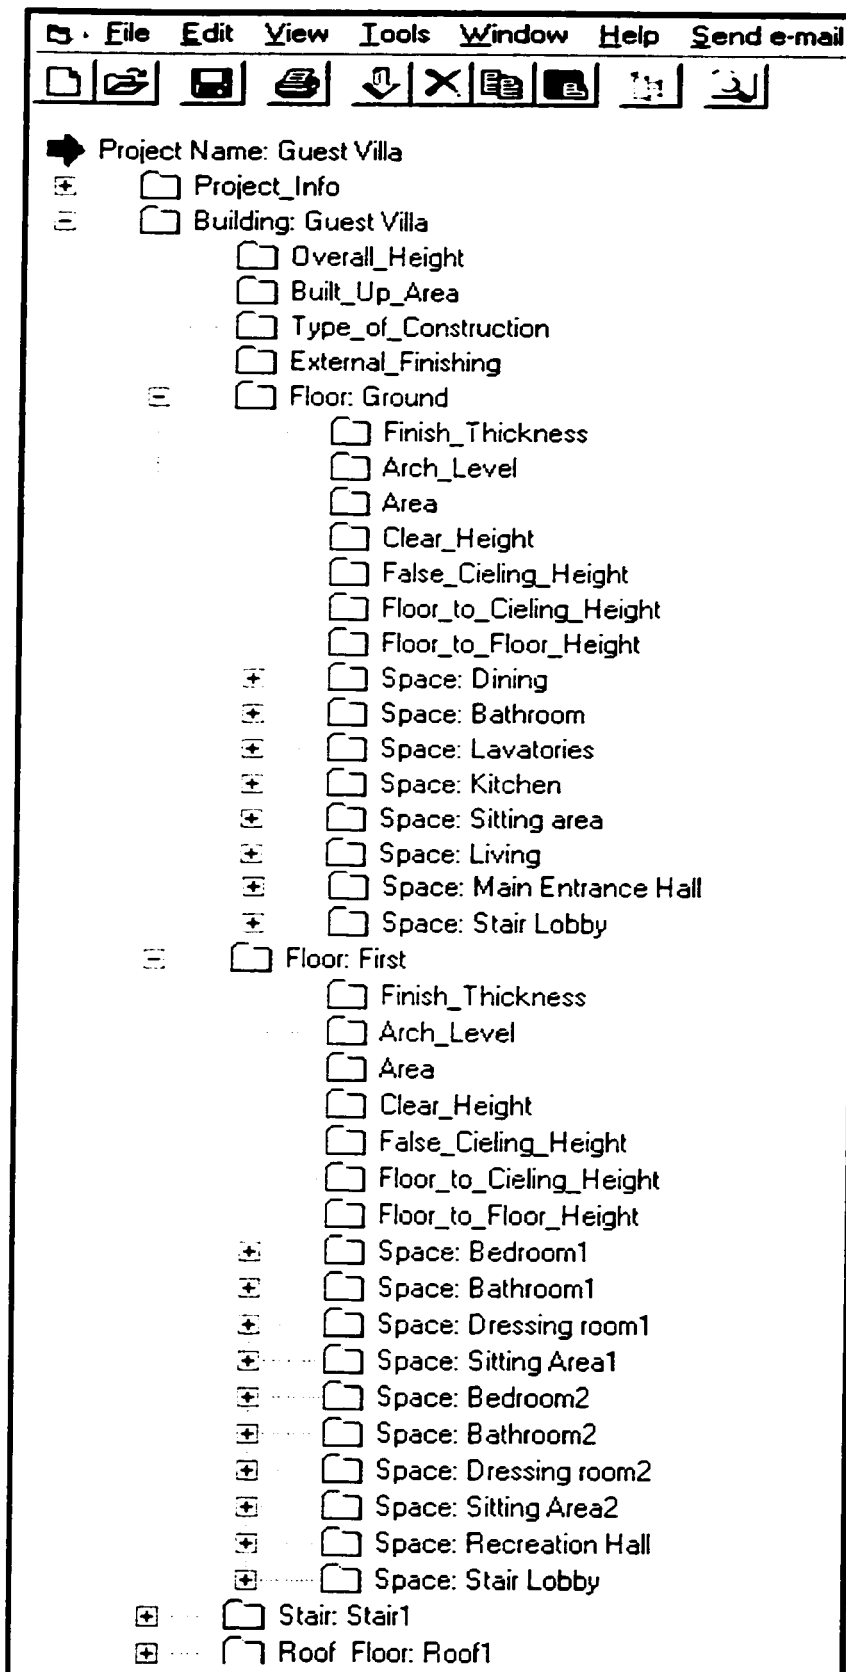 File Edit View Tools Window Help Send e-mail
Project Name: Guest Villa
Project_Info
Building: Guest Villa
Overall_Height
Built_Up_Area
Type_of_Construction
External_Finishing
Floor: Ground
Finish_Thickness
Arch_Level
Area
Clear_Height
False_Cieling_Height
Floor_to_Cieling_Height
Floor_to_Floor_Height
Space: Dining
Space: Bathroom
Space: Lavatories
Space: Kitchen
Space: Sitting area
Space: Living
Space: Main Entrance Hall
Space: Stair Lobby
Floor: First
Finish_Thickness
Arch_Level
Area
Clear_Height
False_Cieling_Height
Floor_to_Cieling_Height
Floor_to_Floor_Height
Space: Bedroom1
Space: Bathroom1
Space: Dressing room1
Space: Sitting Area1
Space: Bedroom2
Space: Bathroom2
Space: Dressing room2
Space: Sitting Area2
Space: Recreation Hall
Space: Stair Lobby
Stair: Stair1
Roof Floor: Roof1